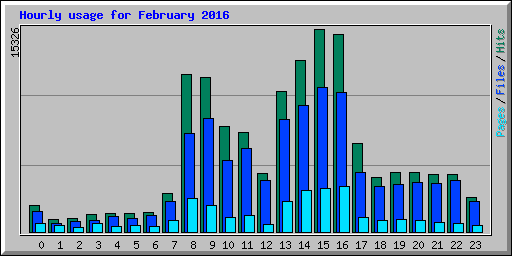 Hourly usage for February 2016
15326
Pages/Files/Hits
0 1 2 3 4 5 6 7 8 9 10 11 12 13 14 15 16 17 18 19 20 21 22 23